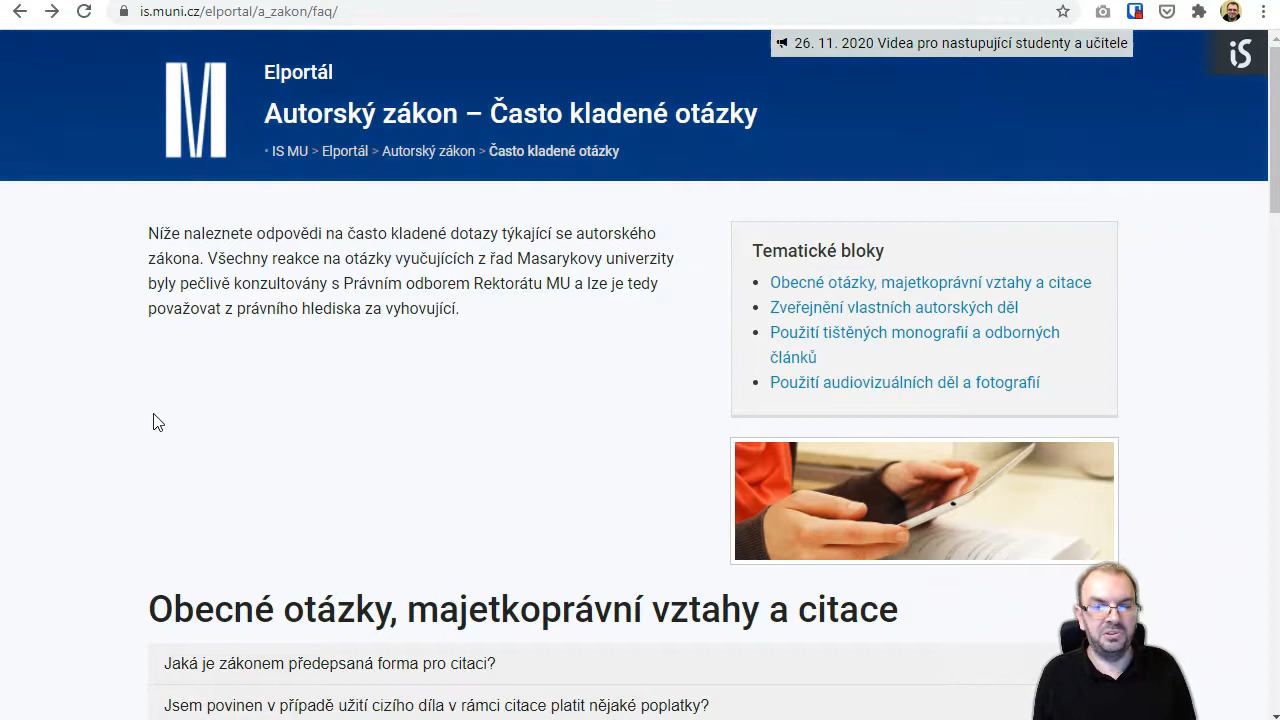 is.muni.cz/elportal/a_zakon/faq/
26. 11. 2020 Videa pro nastupující studenty a učitele
iS
M
Elportál
Autorský zákon – Často kladené otázky
· IS MU > Elportál > Autorský zákon > Často kladené otázky
Níže naleznete odpovědi na často kladené dotazy týkající se autorského
zákona. Všechny reakce na otázky vyučujících z řad Masarykovy univerzity
byly pečlivě konzultovány s Právním odborem Rektorátu MU a lze je tedy
považovat z právního hlediska za vyhovující.
Tematické bloky
• Obecné otázky, majetkoprávní vztahy a citace
• Zveřejnění vlastních autorských děl
• Použití tištěných monografií a odborných
článků
• Použití audiovizuálních děl a fotografií
Obecné otázky, majetkoprávní vztahy a citace
Jaká je zákonem předepsaná forma pro citaci?
Jsem povinen v případě užití cizího díla v rámci citace platit nějaké poplatky?